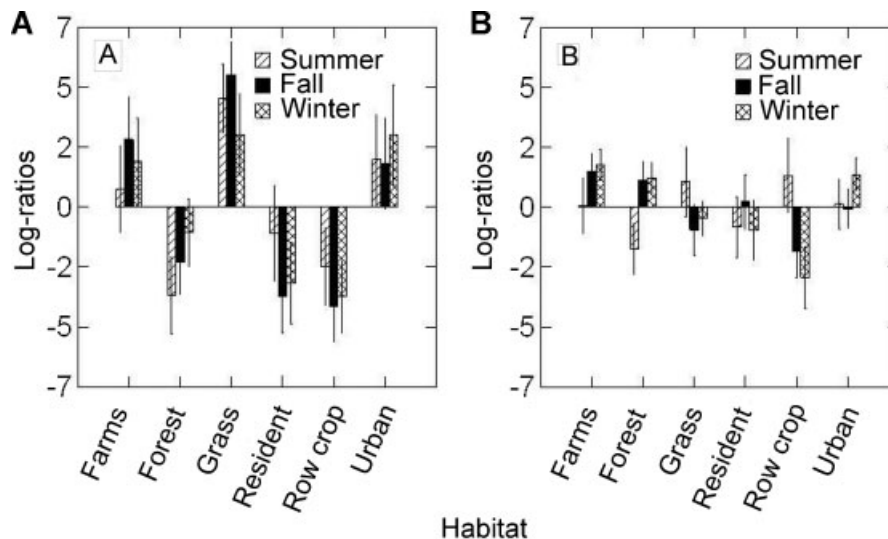 A
B
7
5
2
0
-2
-5
-7
Log-ratios
A
Summer
Fall
Winter
Farms
Forest
Grass
Resident
Row crop
Urban
7
5
2
0
-2
-5
-7
Log-ratios
B
Summer
Fall
Winter
Farms
Forest
Grass
Resident
Row crop
Urban
Habitat